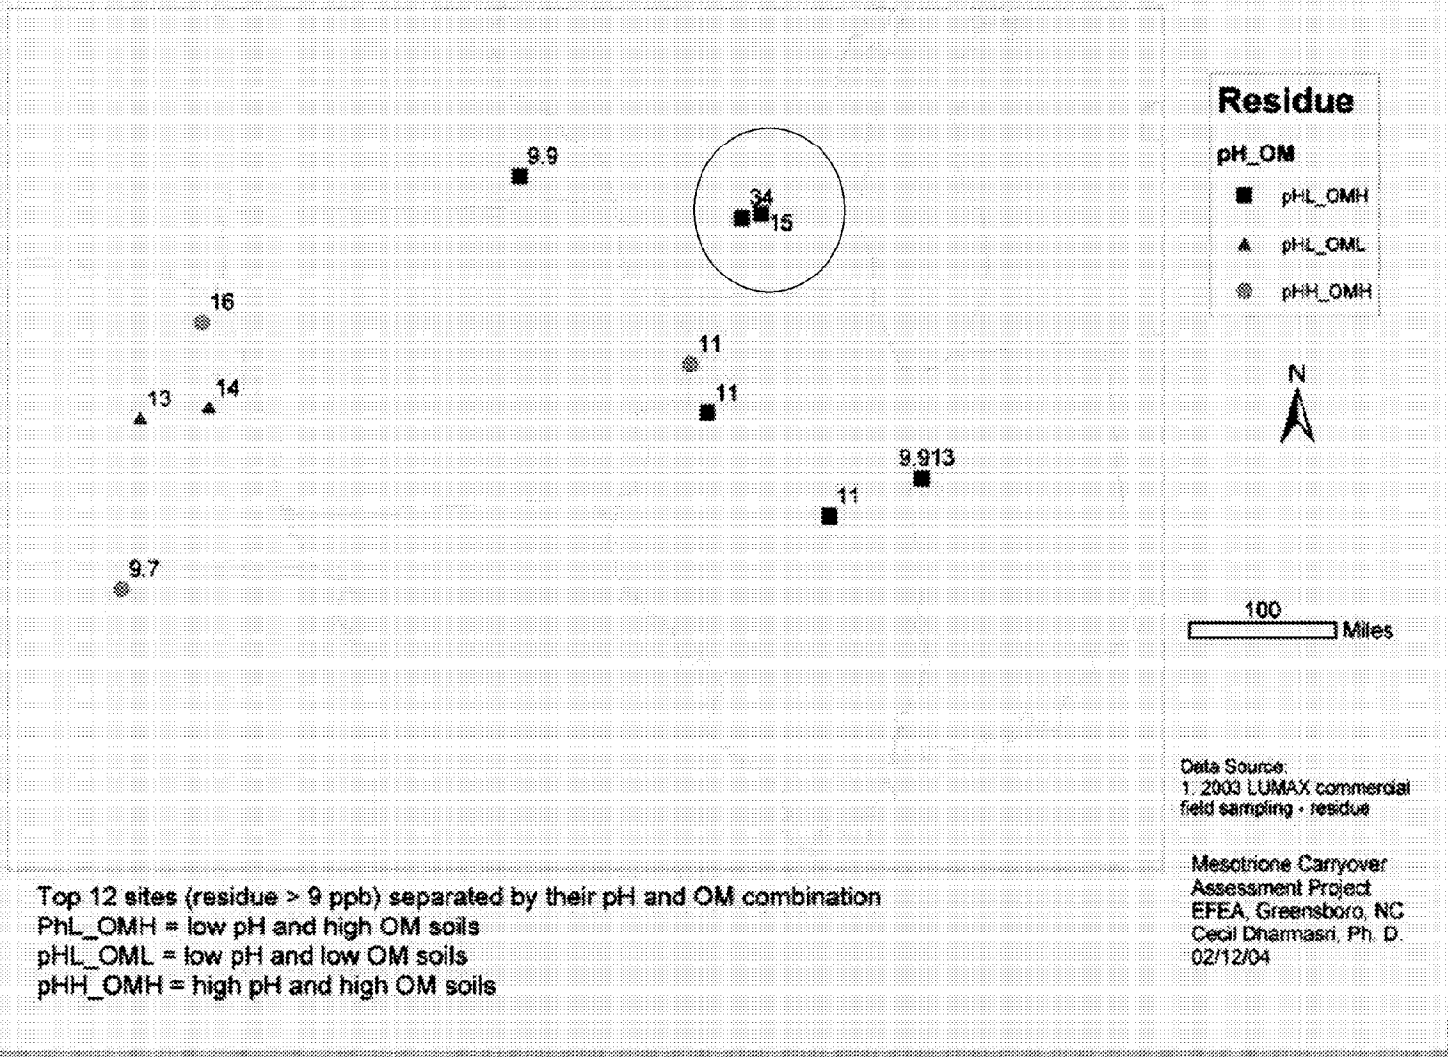 Residue
pH_OM
pHL_OMH
pHL_OML
pHH_OMH
9.9
34
15
16
11
13
14
11
9.913
11
9.7
N
100
Miles
Data Source:
1. 2003 LUMAX commercial
field sampling - residue
Mesotrione Carryover
Assessment Project
EFEA, Greensboro, NC
Cecil Dharmasri, Ph. D.
02/12/04
Top 12 sites (residue > 9 ppb) separated by their pH and OM combination
PhL_OMH = low pH and high OM soils
pHL_OML = low pH and low OM soils
pHH_OMH = high pH and high OM soils